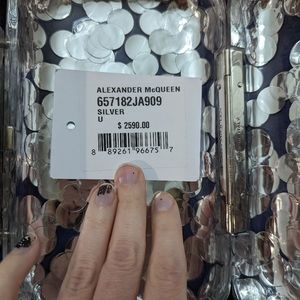 ALEXANDER McQUEEN
657182JA909
SILVER
U
$ 2590.00
8 89261 96675 7